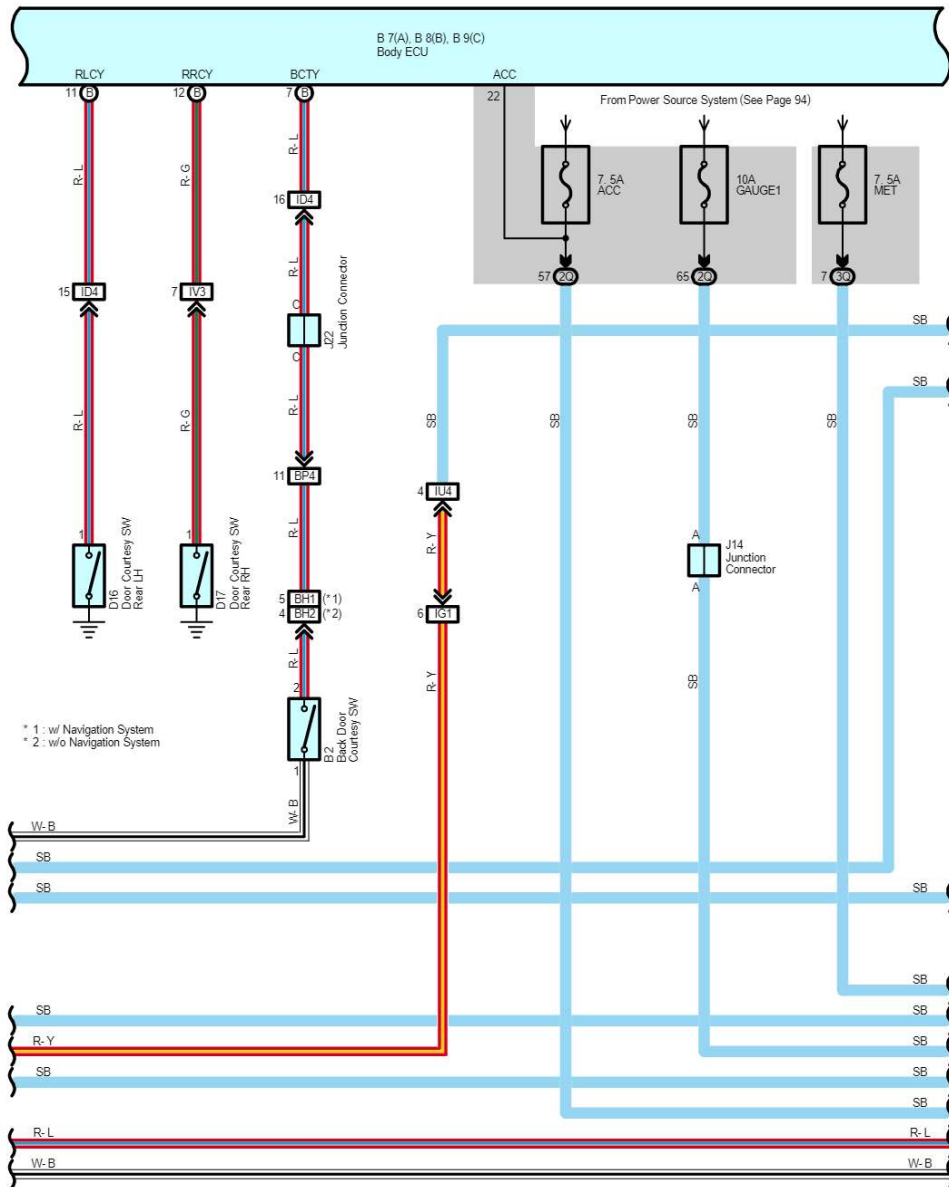 B 7(A), B 8(B), B 9(C)
Body ECU
RLCY
RRCY
BCTY
ACC
11 B
12 B
7 B
22
From Power Source System (See Page 94)
R- L
R- G
R- L
7. 5A
ACC
10A
GAUGE1
7. 5A
MET
16 ID4
57 2Q
65 2Q
7 3Q
R- L
15 ID4
7 IV3
C
J22
Junction Connector
C
SB
SB
R- L
R- G
R- L
SB
SB
SB
SB
11 BP4
4 IU4
R- L
R- Y
1
D16
Door Courtesy SW
Rear LH
1
D17
Door Courtesy SW
Rear RH
A
J14
Junction
Connector
A
5 BH1 (* 1)
4 BH2 (* 2)
6 IG1
R- L
R- Y
SB
2
B2
Back Door
Courtesy SW
1
* 1 : w/ Navigation System
* 2 : w/o Navigation System
W- B
W- B
SB
SB
SB
SB
SB
SB
R- Y
SB
SB
SB
SB
R- L
R- L
W- B
W- B